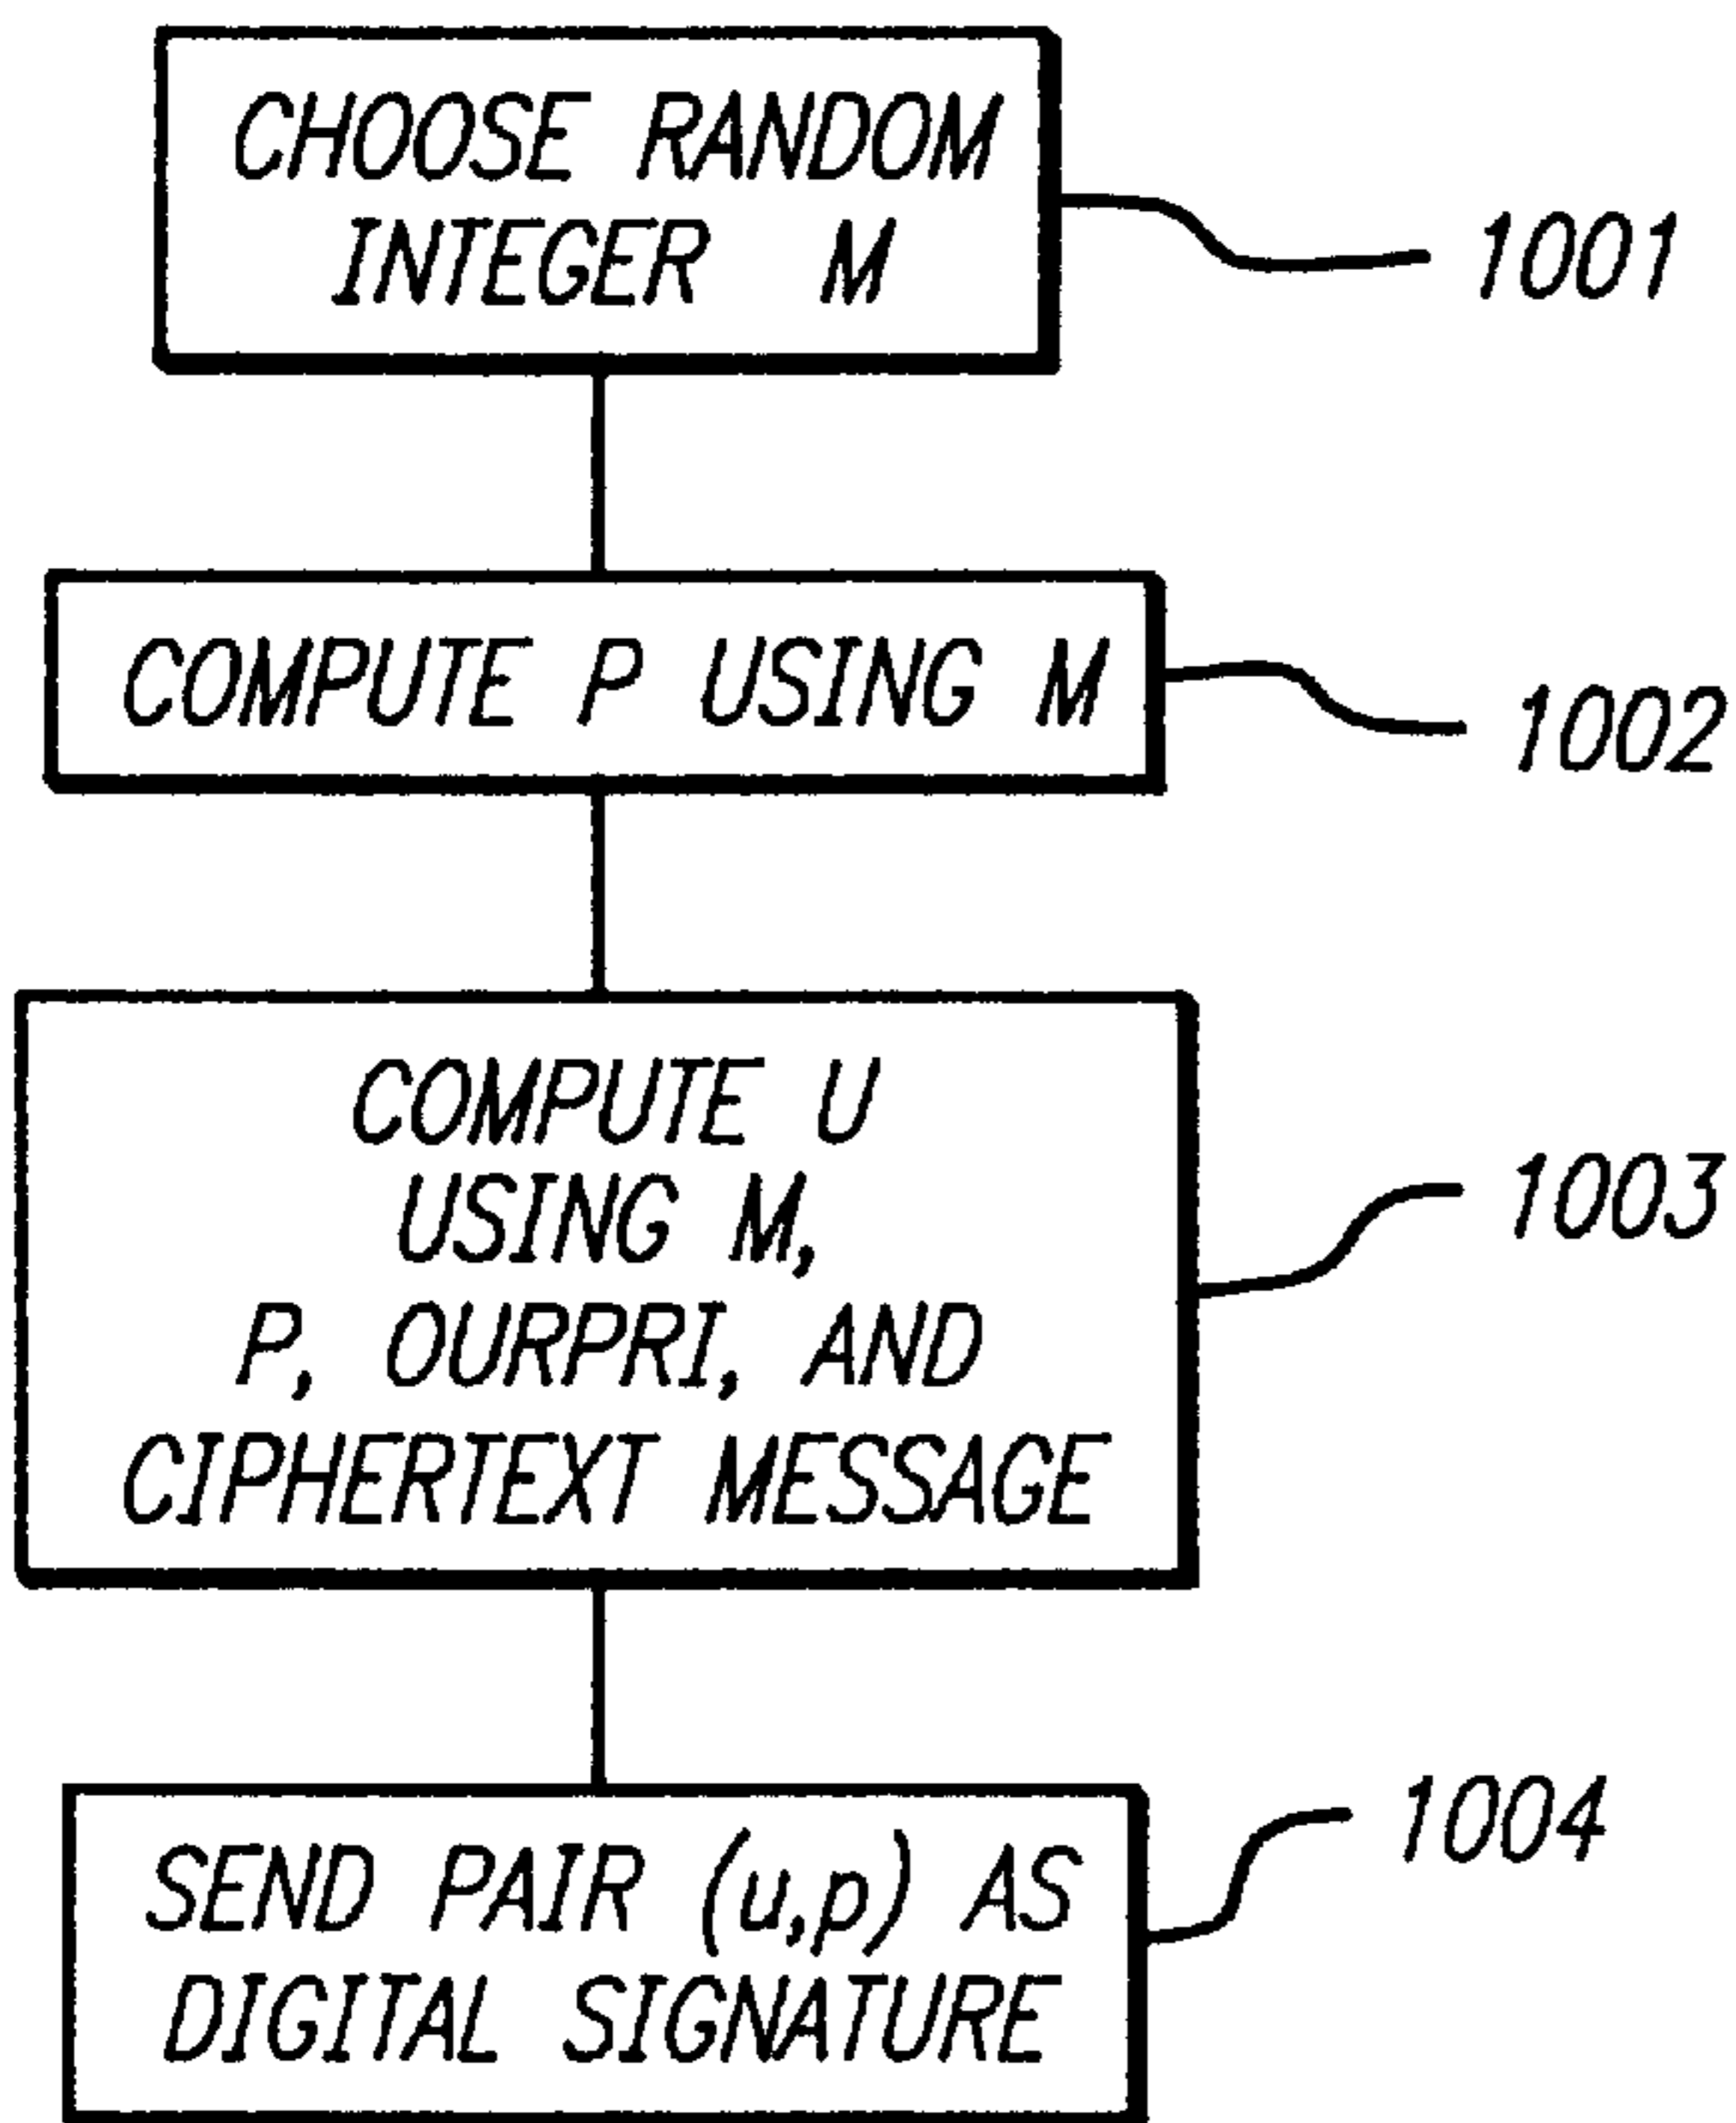 CHOOSE RANDOM
INTEGER M
1001
COMPUTE P USING M
1002
COMPUTE U
USING M,
P, OURPRI, AND
CIPHERTEXT MESSAGE
1003
SEND PAIR (u,p) AS
DIGITAL SIGNATURE
1004